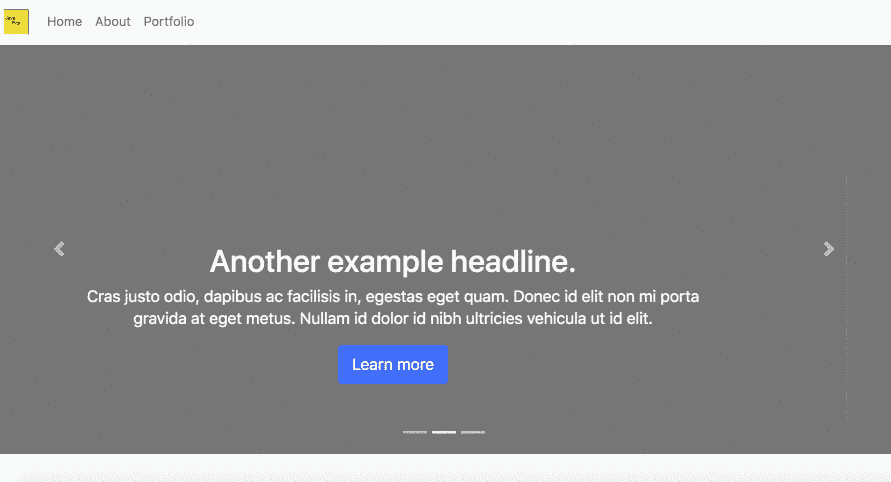 Home About Portfolio
Another example headline.
Cras justo odio, dapibus ac facilisis in, egestas eget quam. Donec id elit non mi porta
gravida at eget metus. Nullam id dolor id nibh ultricies vehicula ut id elit.
Learn more